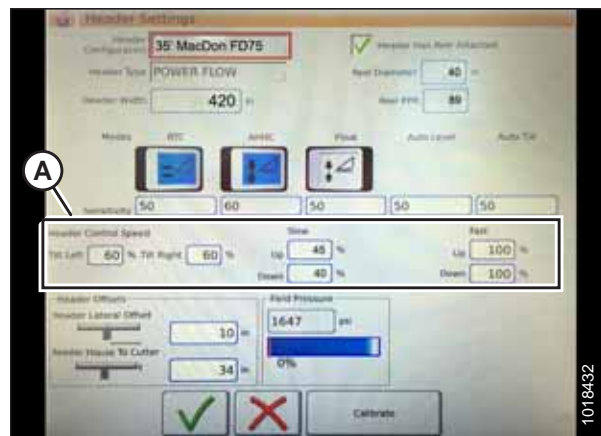 Header Settings
Header Configuration 35' MacDon FD75
Header Has Reel Attached
Header Type POWER FLOW
Reel Diameter 40 in
Header Width 420 in
Reel PPR 89
Modes RTC AHHC Float Auto Level Auto Tilt
Sensitivity 50 60 50 50 50
A
Header Control Speed
Slow Fast
Tilt Left 60 % Tilt Right 60 % Up 45 % Up 100 %
Down 40 % Down 100 %
Header Offsets
Field Pressure
Header Lateral Offset
10 in
1647 psi
Feeder House To Cutter
34 in
0%
Calibrate
1018432